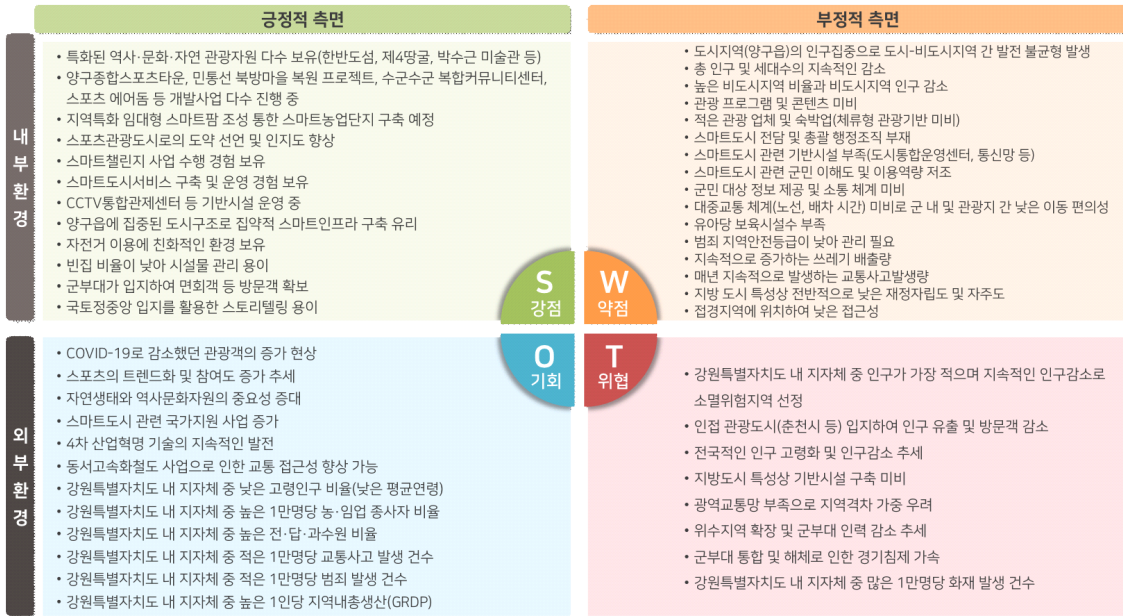 긍정적 측면
부정적 측면
내부환경
• 특화된 역사·문화·자연 관광자원 다수 보유(한반도섬, 제4땅굴, 박수근 미술관 등)
• 양구종합스포츠타운, 민통선 북방마을 복원 프로젝트, 수군수군 복합커뮤니티센터,
스포츠 에어돔 등 개발사업 다수 진행 중
• 지역특화 임대형 스마트팜 조성 통한 스마트농업단지 구축 예정
• 스포츠관광도시로의 도약 선언 및 인지도 향상
• 스마트챌린지 사업 수행 경험 보유
• 스마트도시서비스 구축 및 운영 경험 보유
• CCTV통합관제센터 등 기반시설 운영 중
• 양구읍에 집중된 도시구조로 집약적 스마트인프라 구축 유리
• 자전거 이용에 친화적인 환경 보유
• 빈집 비율이 낮아 시설물 관리 용이
• 군부대가 입지하여 면회객 등 방문객 확보
• 국토정중앙 입지를 활용한 스토리텔링 용이
S
강점
W
약점
• 도시지역(양구읍)의 인구집중으로 도시-비도시지역 간 발전 불균형 발생
• 총 인구 및 세대수의 지속적인 감소
• 높은 비도시지역 비율과 비도시지역 인구 감소
• 관광 프로그램 및 콘텐츠 미비
• 적은 관광 업체 및 숙박업(체류형 관광기반 미비)
• 스마트도시 전담 및 총괄 행정조직 부재
• 스마트도시 관련 기반시설 부족(도시통합운영센터, 통신망 등)
• 스마트도시 관련 군민 이해도 및 이용역량 저조
• 군민 대상 정보 제공 및 소통 체계 미비
• 대중교통 체계(노선, 배차 시간) 미비로 군 내 및 관광지 간 낮은 이동 편의성
• 유아당 보육시설수 부족
• 범죄 지역안전등급이 낮아 관리 필요
• 지속적으로 증가하는 쓰레기 배출량
• 매년 지속적으로 발생하는 교통사고발생량
• 지방 도시 특성상 전반적으로 낮은 재정자립도 및 자주도
• 접경지역에 위치하여 낮은 접근성
외부환경
• COVID-19로 감소했던 관광객의 증가 현상
• 스포츠의 트렌드화 및 참여도 증가 추세
• 자연생태와 역사문화자원의 중요성 증대
• 스마트도시 관련 국가지원 사업 증가
• 4차 산업혁명 기술의 지속적인 발전
• 동서고속화철도 사업으로 인한 교통 접근성 향상 가능
• 강원특별자치도 내 지자체 중 낮은 고령인구 비율(낮은 평균연령)
• 강원특별자치도 내 지자체 중 높은 1만명당 농·임업 종사자 비율
• 강원특별자치도 내 지자체 중 높은 전·답·과수원 비율
• 강원특별자치도 내 지자체 중 적은 1만명당 교통사고 발생 건수
• 강원특별자치도 내 지자체 중 적은 1만명당 범죄 발생 건수
• 강원특별자치도 내 지자체 중 높은 1인당 지역내총생산(GRDP)
O
기회
T
위협
• 강원특별자치도 내 지자체 중 인구가 가장 적으며 지속적인 인구감소로
소멸위험지역 선정
• 인접 관광도시(춘천시 등) 입지하여 인구 유출 및 방문객 감소
• 전국적인 인구 고령화 및 인구감소 추세
• 지방도시 특성상 기반시설 구축 미비
• 광역교통망 부족으로 지역격차 가중 우려
• 위수지역 확장 및 군부대 인력 감소 추세
• 군부대 통합 및 해체로 인한 경기침제 가속
• 강원특별자치도 내 지자체 중 많은 1만명당 화재 발생 건수